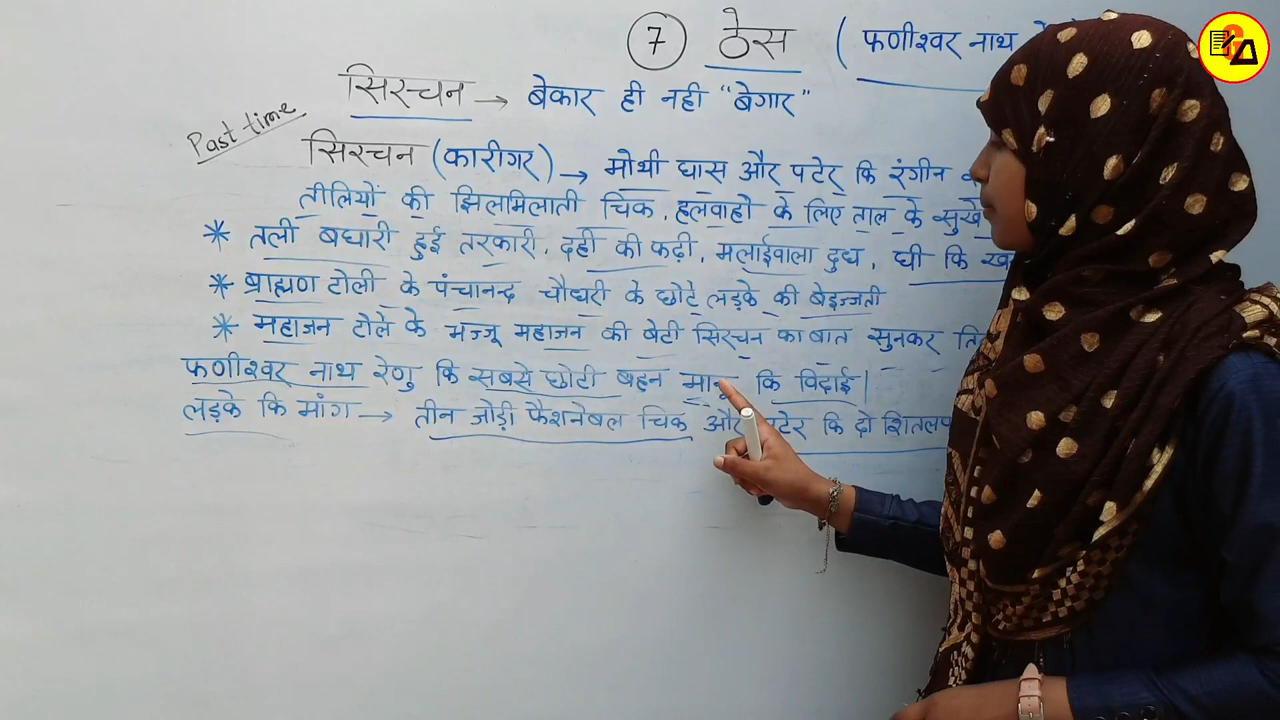 7 ठेस ( फणीश्वर नाथ
सिरचन → बेकार ही नही "बेगार"
Past time
सिरचन (कारीगर) → मोथी घास और पटेर कि रंगीन
तीलियों की झिलमिलाती चिक, हलवाहो के लिए ताल के सुखे
* तली बघारी हुई तरकारी, दही की कढ़ी, मलाईवाला दुध, घी कि
* ब्राह्मण टोली के पंचानन्द चौधरी के छोटे लड़के की बेइज्जती
* महाजन टोले के भज्जू महाजन की बेटी सिरचन का बात सुनकर
फणीश्वर नाथ रेणु कि सबसे छोटी बहन कि विदाई।
लड़के कि मांग → तीन जोड़ी फैशनेबल चिक और पटेर कि दो